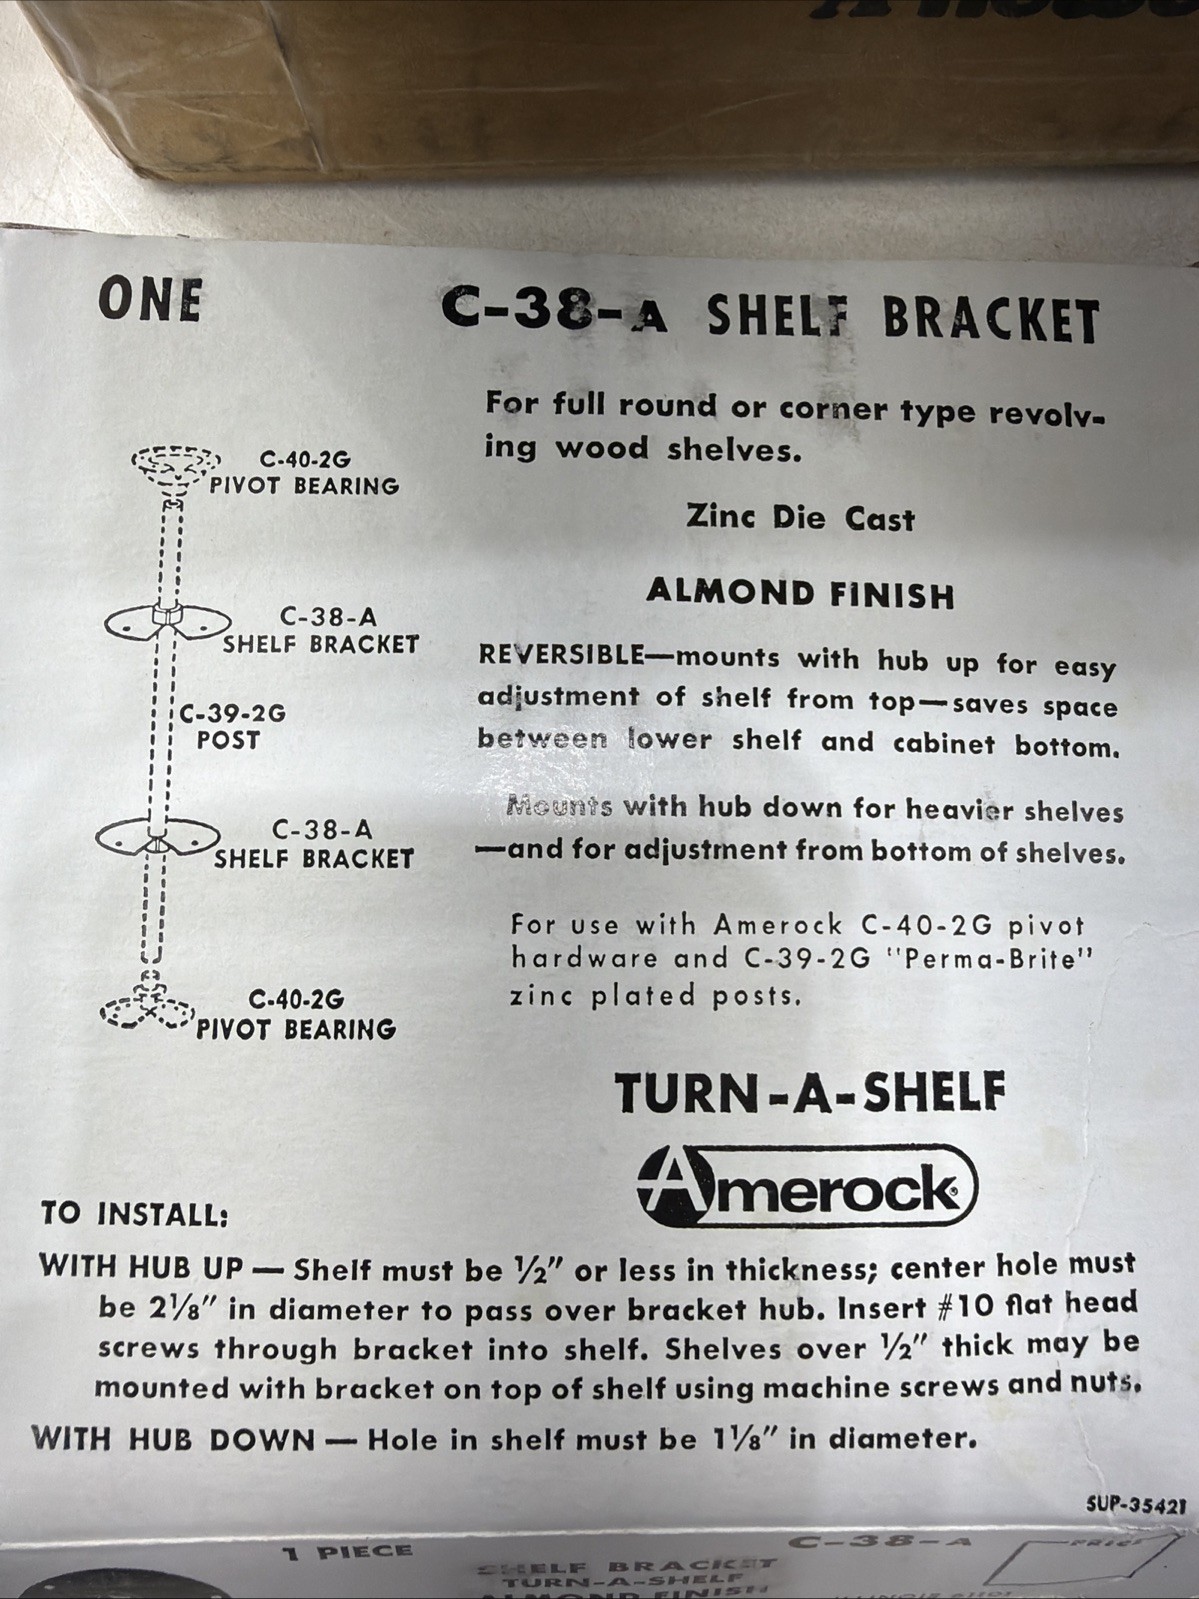 ONE
C-38-A SHELF BRACKET
For full round or corner type revolv-
ing wood shelves.
Zinc Die Cast
ALMOND FINISH
REVERSIBLE—mounts with hub up for easy
adjustment of shelf from top—saves space
between lower shelf and cabinet bottom.
Mounts with hub down for heavier shelves
—and for adjustment from bottom of shelves.
For use with Amerock C-40-2G pivot
hardware and C-39-2G "Perma-Brite"
zinc plated posts.
C-40-2G
PIVOT BEARING
C-38-A
SHELF BRACKET
C-39-2G
POST
C-38-A
SHELF BRACKET
C-40-2G
PIVOT BEARING
TURN-A-SHELF
Amerock®
TO INSTALL:
WITH HUB UP — Shelf must be ½" or less in thickness; center hole must
be 2⅛" in diameter to pass over bracket hub. Insert #10 flat head
screws through bracket into shelf. Shelves over ½" thick may be
mounted with bracket on top of shelf using machine screws and nuts.
WITH HUB DOWN — Hole in shelf must be 1⅛" in diameter.
SUP-35421
1 PIECE
C-38-A
PRICE
SHELF BRACKET
TURN-A-SHELF
ALMOND FINISH